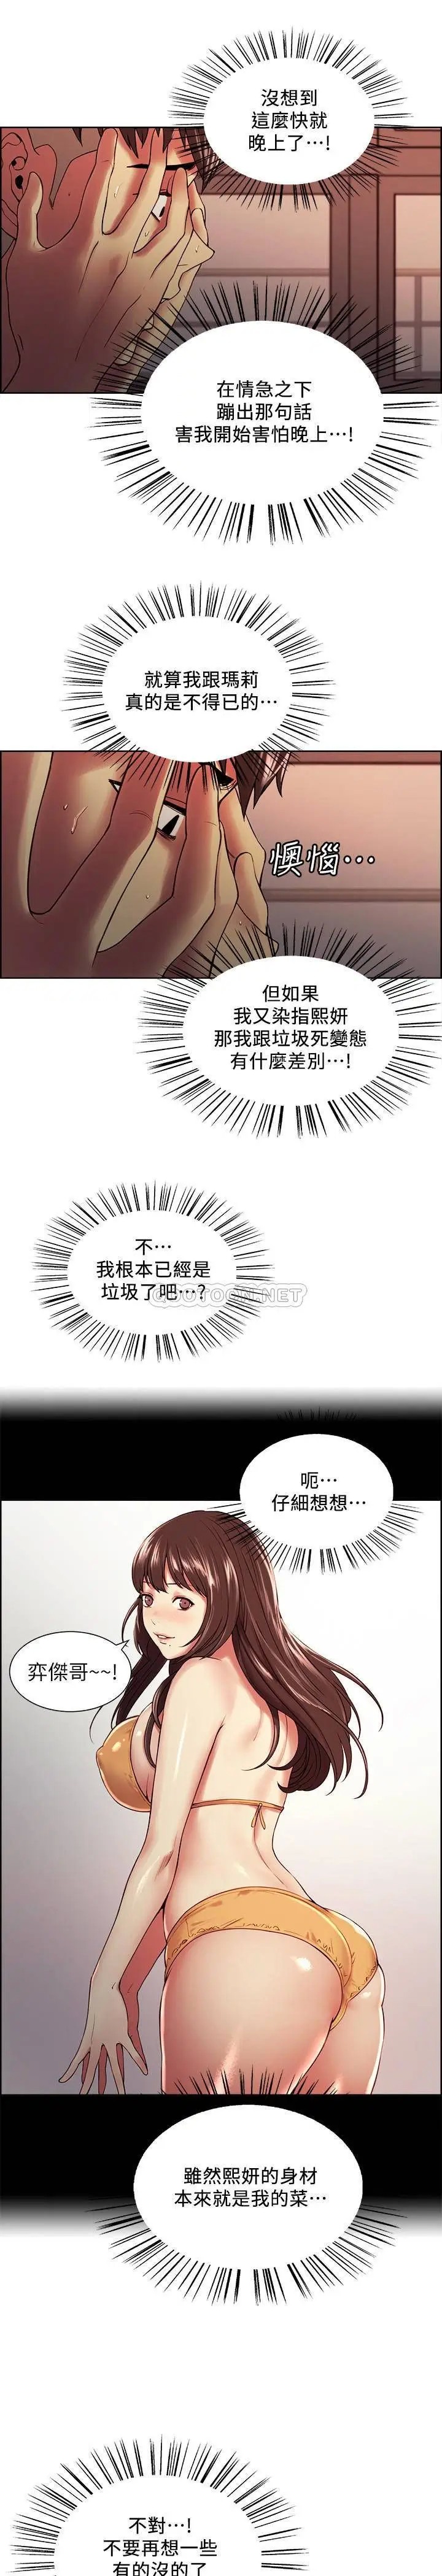 沒想到
這麼快就
晚上了⋯!
在情急之下
蹦出那句話
害我開始害怕晚上⋯!
就算我跟瑪莉
真的是不得已的⋯
懊惱⋯
但如果
我又染指熙妍
那我跟垃圾死變態
有什麼差別⋯!
不⋯
我根本已經是
垃圾了吧⋯?
呃⋯
仔細想想⋯
弈傑哥~~!
雖然熙妍的身材
本來就是我的菜⋯
不對⋯!
不要再想一些
有的沒的了